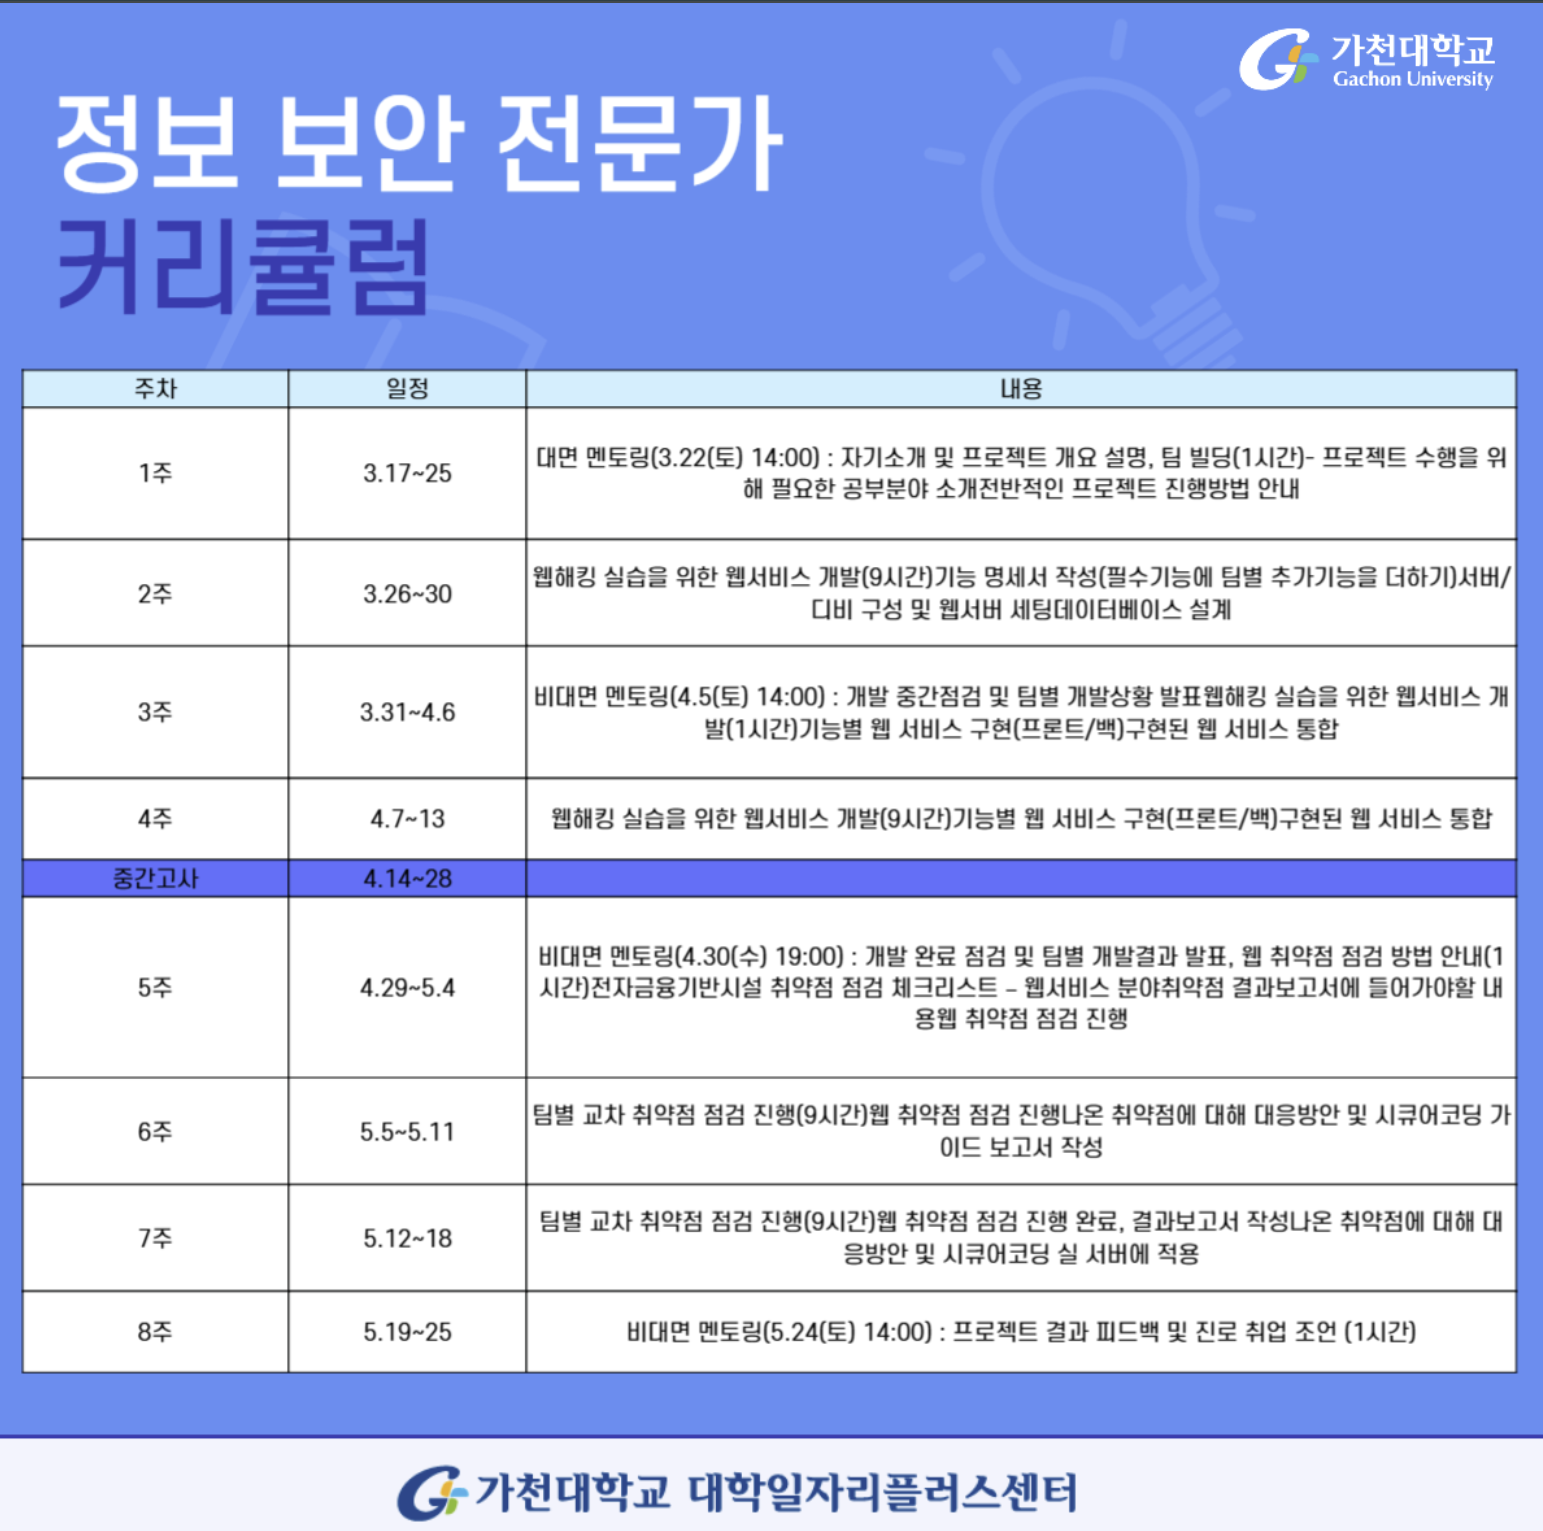 가천대학교
Gachon University
정보 보안 전문가
커리큘럼
주차 일정 내용
1주 3.17~25 대면 멘토링(3.22(토) 14:00) : 자기소개 및 프로젝트 개요 설명, 팀 빌딩(1시간)- 프로젝트 수행을 위
해 필요한 공부분야 소개전반적인 프로젝트 진행방법 안내
2주 3.26~30 웹해킹 실습을 위한 웹서비스 개발(9시간)기능 명세서 작성(필수기능에 팀별 추가기능을 더하기)서버/
디비 구성 및 웹서버 세팅데이터베이스 설계
3주 3.31~4.6 비대면 멘토링(4.5(토) 14:00) : 개발 중간점검 및 팀별 개발상황 발표웹해킹 실습을 위한 웹서비스 개
발(1시간)기능별 웹 서비스 구현(프론트/백)구현된 웹 서비스 통합
4주 4.7~13 웹해킹 실습을 위한 웹서비스 개발(9시간)기능별 웹 서비스 구현(프론트/백)구현된 웹 서비스 통합
중간고사 4.14~28
5주 4.29~5.4 비대면 멘토링(4.30(수) 19:00) : 개발 완료 점검 및 팀별 개발결과 발표, 웹 취약점 점검 방법 안내(1
시간)전자금융기반시설 취약점 점검 체크리스트 – 웹서비스 분야취약점 결과보고서에 들어가야할 내
용웹 취약점 점검 진행
6주 5.5~5.11 팀별 교차 취약점 점검 진행(9시간)웹 취약점 점검 진행나온 취약점에 대해 대응방안 및 시큐어코딩 가
이드 보고서 작성
7주 5.12~18 팀별 교차 취약점 점검 진행(9시간)웹 취약점 점검 진행 완료, 결과보고서 작성나온 취약점에 대해 대
응방안 및 시큐어코딩 실 서버에 적용
8주 5.19~25 비대면 멘토링(5.24(토) 14:00) : 프로젝트 결과 피드백 및 진로 취업 조언 (1시간)
가천대학교 대학일자리플러스센터